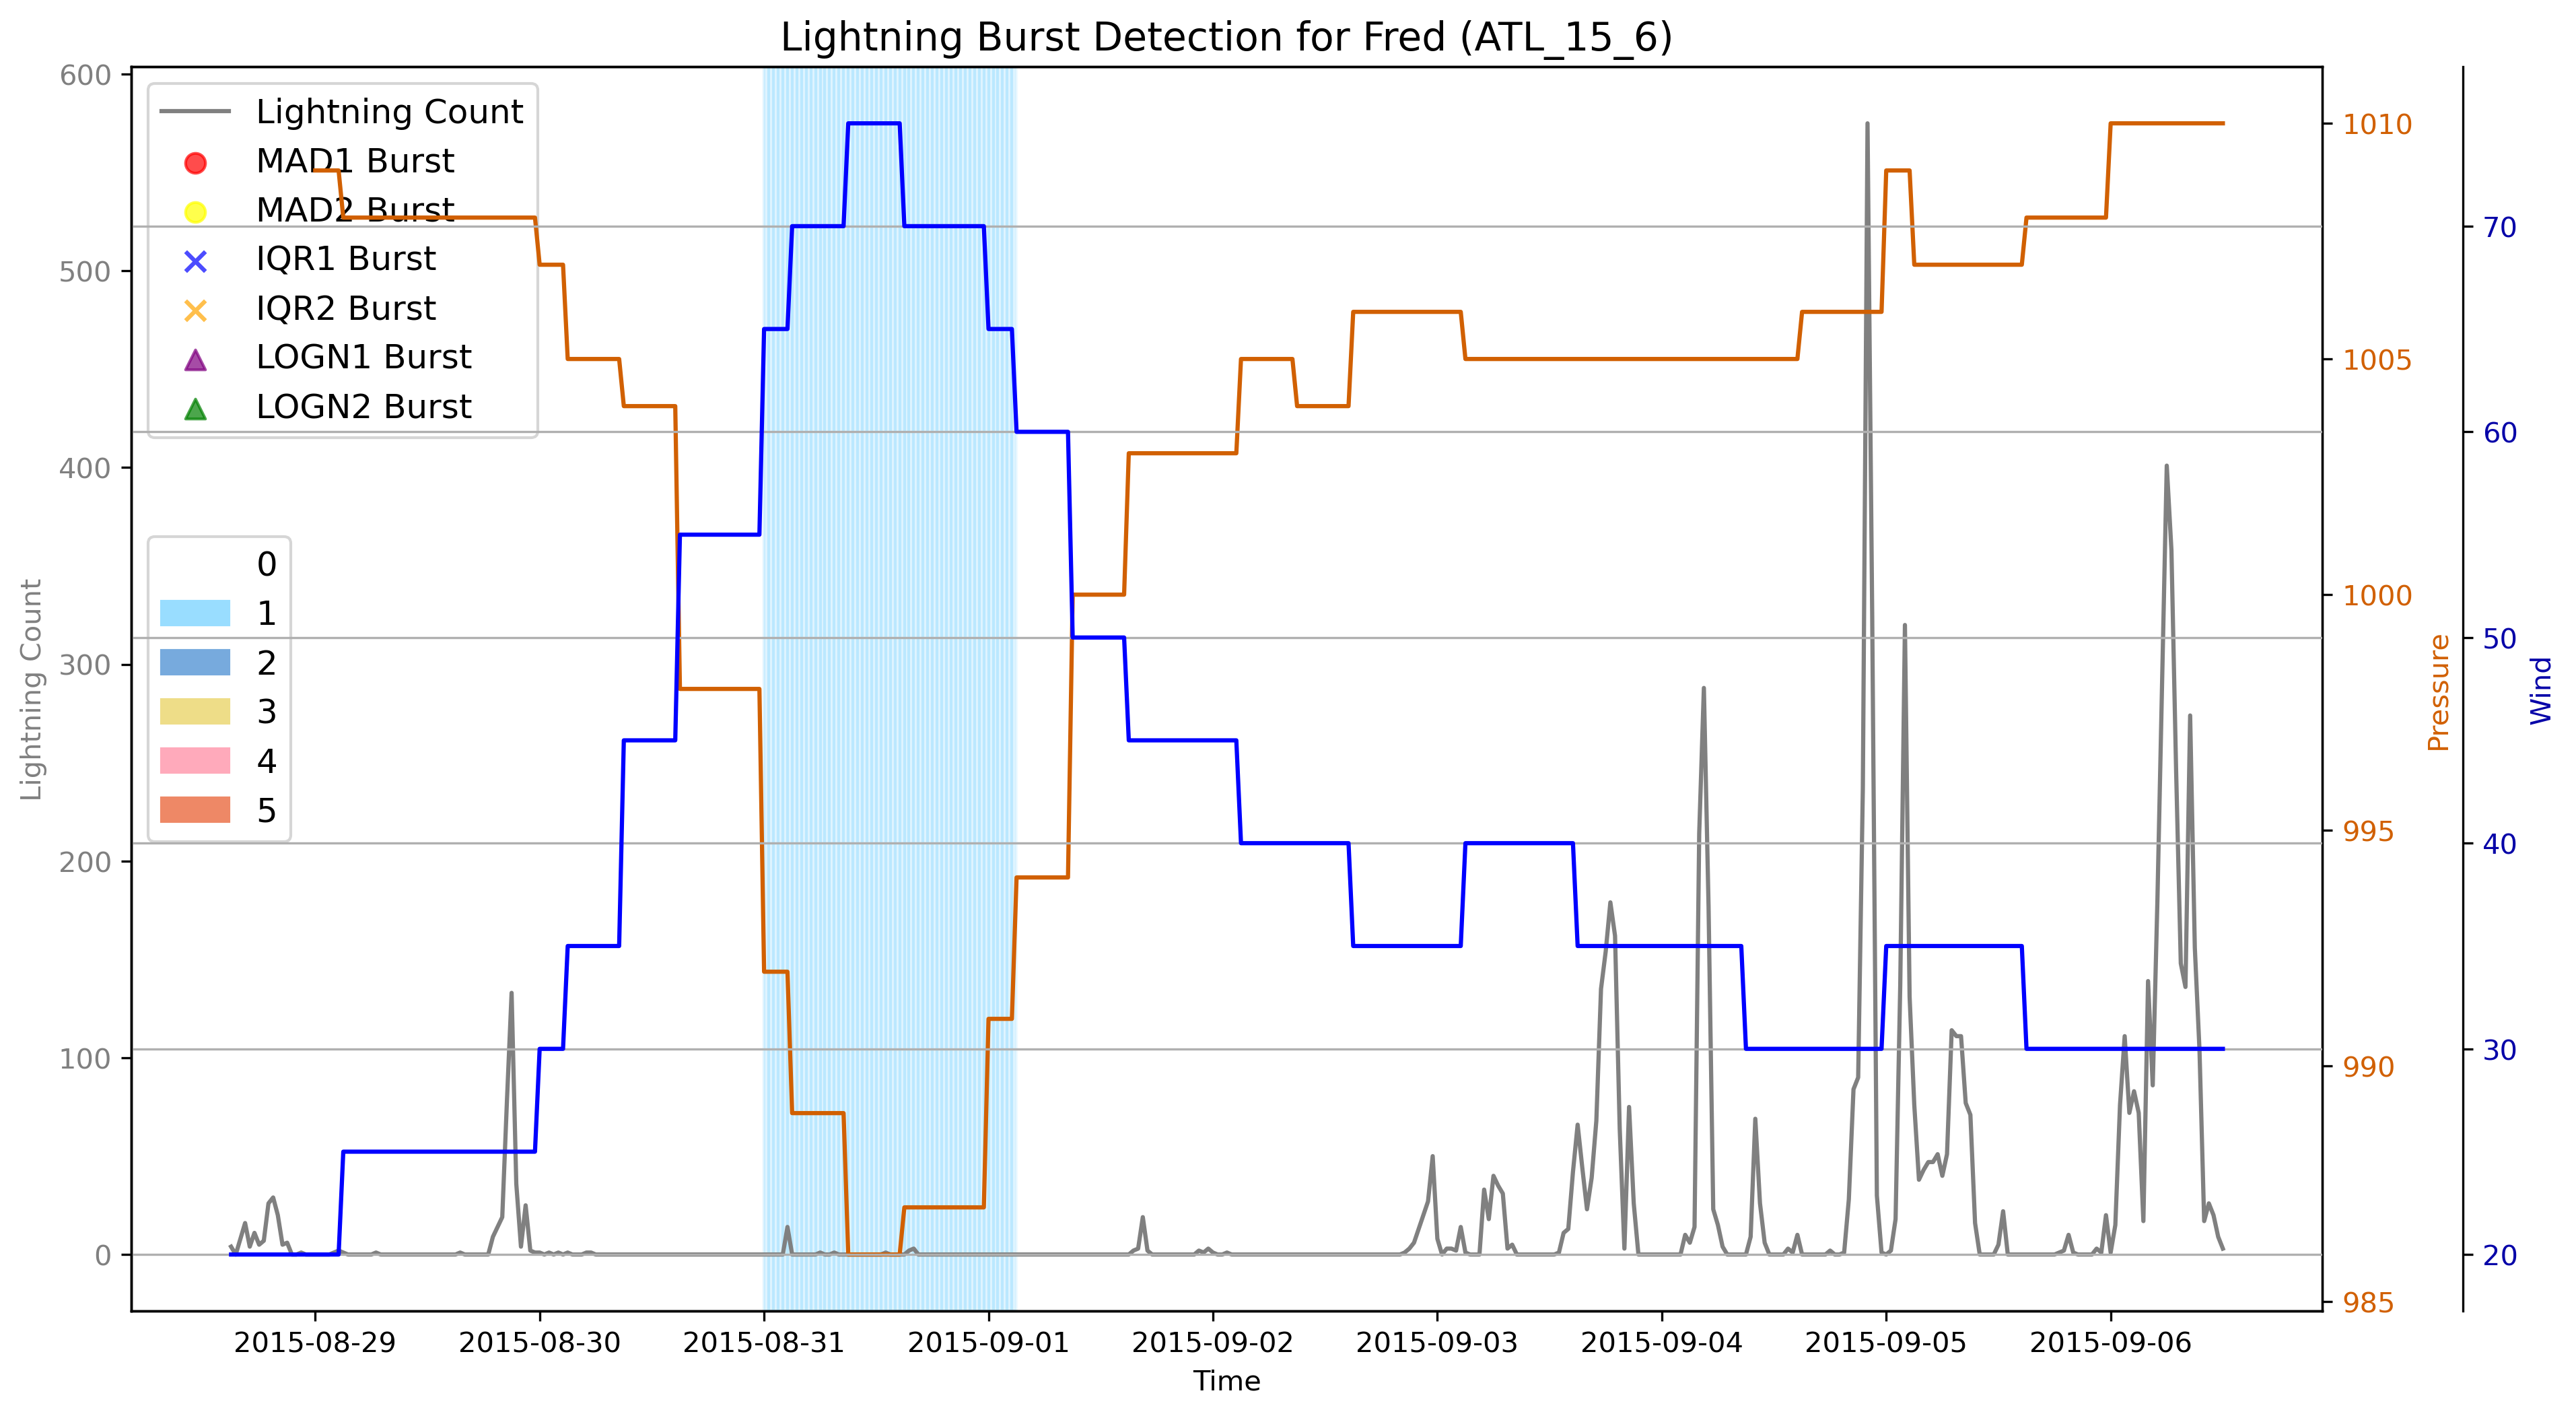 Lightning Burst Detection for Fred (ATL_15_6)
600
500
400
300
200
100
0
Lightning Count
Lightning Count
MAD1 Burst
MAD2 Burst
IQR1 Burst
IQR2 Burst
LOGN1 Burst
LOGN2 Burst
0
1
2
3
4
5
1010
1005
1000
995
990
985
Pressure
70
60
50
40
30
20
Wind
2015-08-29
2015-08-30
2015-08-31
2015-09-01
2015-09-02
2015-09-03
2015-09-04
2015-09-05
2015-09-06
Time